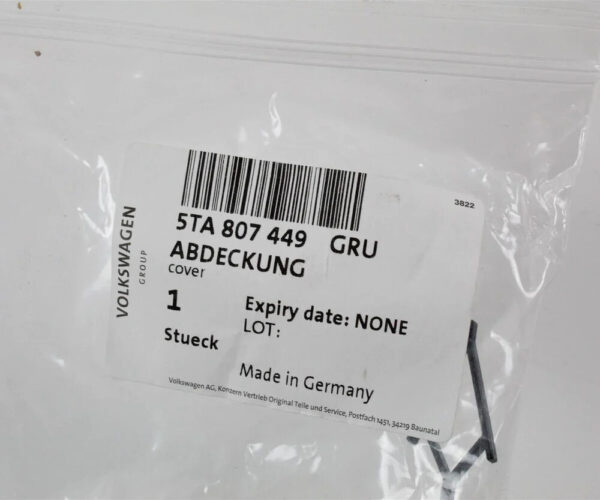 3822
5TA 807 449 GRU
ABDECKUNG
cover
VOLKSWAGEN
GROUP
1
Stueck
Expiry date: NONE
LOT:
Made in Germany
Volkswagen AG, Konzern Vertrieb Original Teile und Service, Postfach 1451, 34219 Baunatal